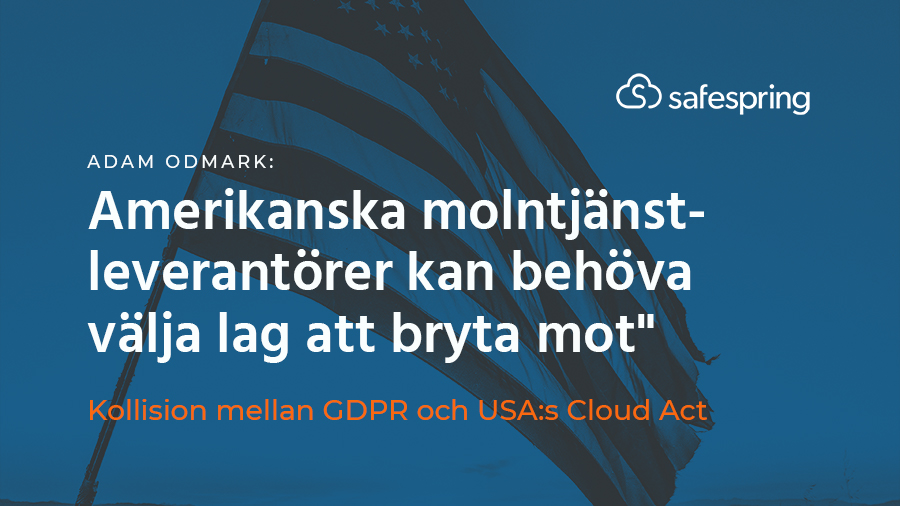 safespring
ADAM ODMARK:
Amerikanska molntjänst-
leverantörer kan behöva
välja lag att bryta mot"
Kollision mellan GDPR och USA:s Cloud Act